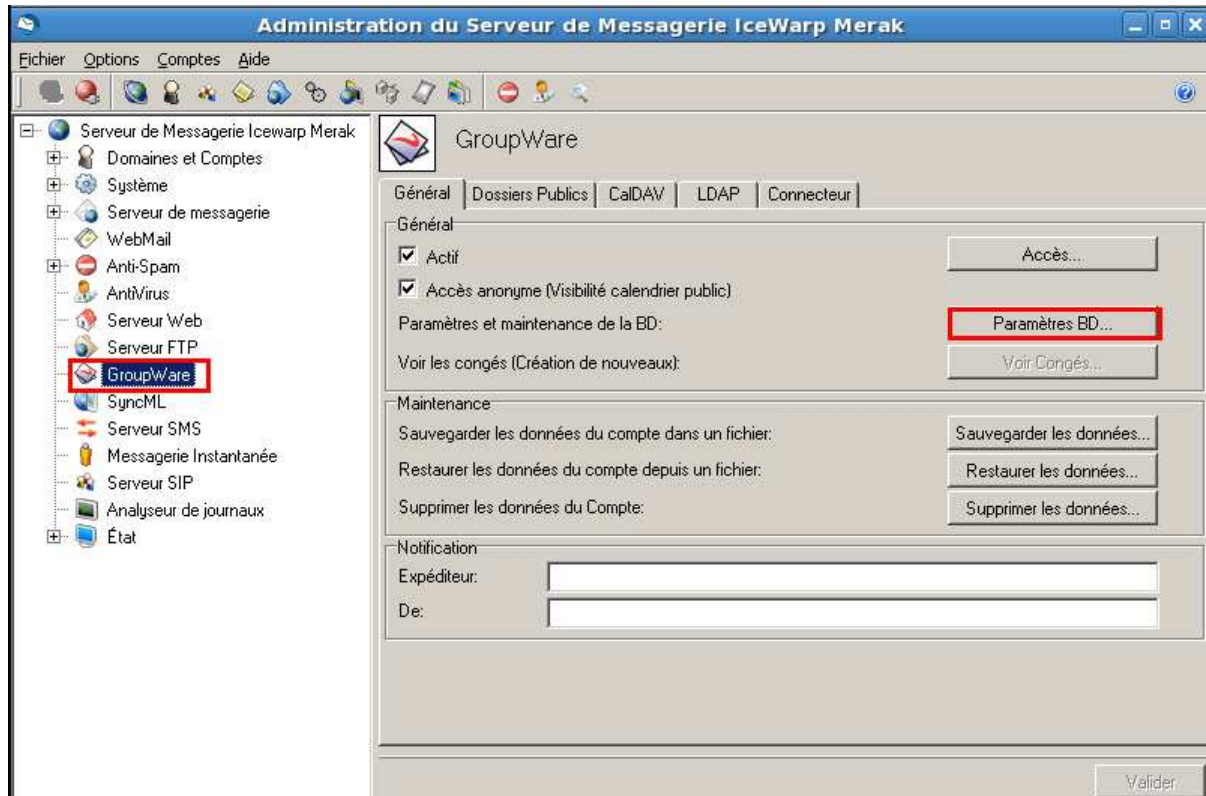 Administration du Serveur de Messagerie IceWarp Merak
Fichier Options Comptes Aide
Serveur de Messagerie Icewarp Merak
Domaines et Comptes
Système
Serveur de messagerie
WebMail
Anti-Spam
AntiVirus
Serveur Web
Serveur FTP
GroupWare
SyncML
Serveur SMS
Messagerie Instantanée
Serveur SIP
Analyseur de journaux
État
GroupWare
Général Dossiers Publics CalDAV LDAP Connecteur
Général
Actif Accès...
Accès anonyme (Visibilité calendrier public)
Paramètres et maintenance de la BD: Paramètres BD...
Voir les congés (Création de nouveaux): Voir Congés...
Maintenance
Sauvegarder les données du compte dans un fichier: Sauvegarder les données...
Restaurer les données du compte depuis un fichier: Restaurer les données...
Supprimer les données du Compte: Supprimer les données...
Notification
Expéditeur:
De:
Valider